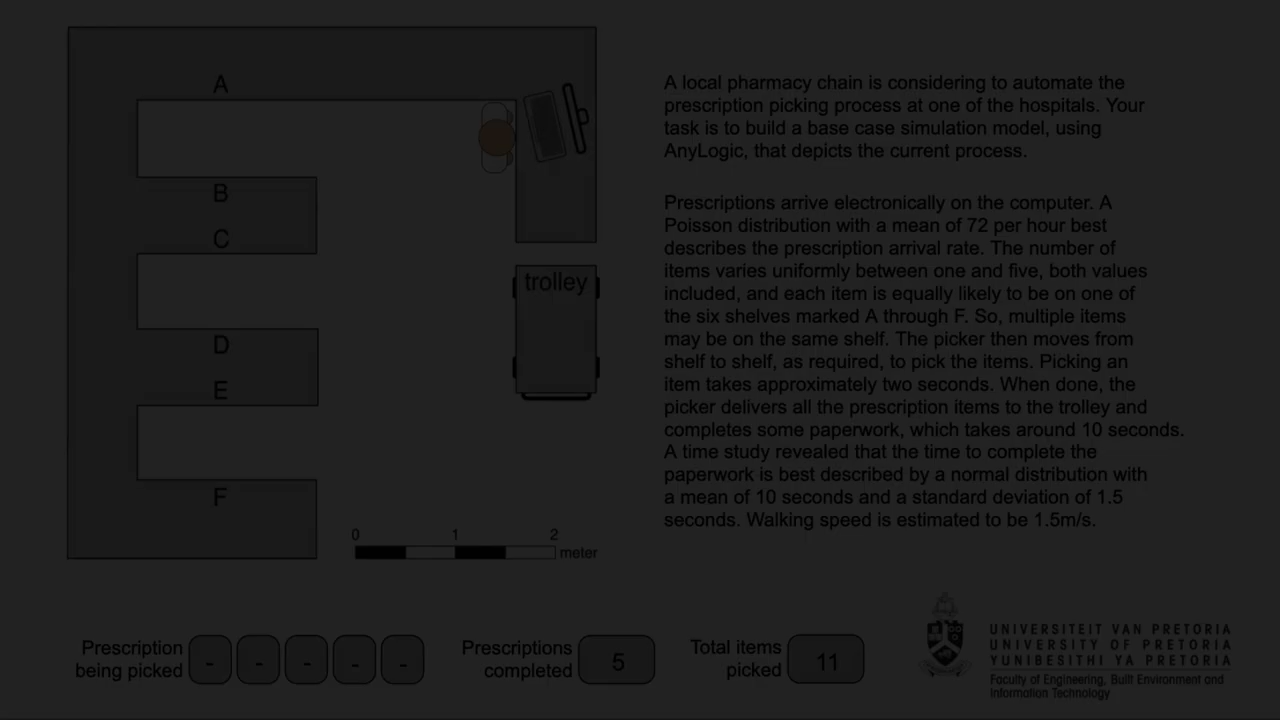 A
B
C
D
E
F
trolley
0 1 2
meter
A local pharmacy chain is considering to automate the
prescription picking process at one of the hospitals. Your
task is to build a base case simulation model, using
AnyLogic, that depicts the current process.
Prescriptions arrive electronically on the computer. A
Poisson distribution with a mean of 72 per hour best
describes the prescription arrival rate. The number of
items varies uniformly between one and five, both values
included, and each item is equally likely to be on one of
the six shelves marked A through F. So, multiple items
may be on the same shelf. The picker then moves from
shelf to shelf, as required, to pick the items. Picking an
item takes approximately two seconds. When done, the
picker delivers all the prescription items to the trolley and
completes some paperwork, which takes around 10 seconds.
A time study revealed that the time to complete the
paperwork is best described by a normal distribution with
a mean of 10 seconds and a standard deviation of 1.5
seconds. Walking speed is estimated to be 1.5m/s.
Prescription
being picked
- - - - -
Prescriptions
completed
5
Total items
picked
11
UNIVERSITEIT VAN PRETORIA
UNIVERSITY OF PRETORIA
YUNIBESITHI YA PRETORIA
Faculty of Engineering, Built Environment and
Information Technology